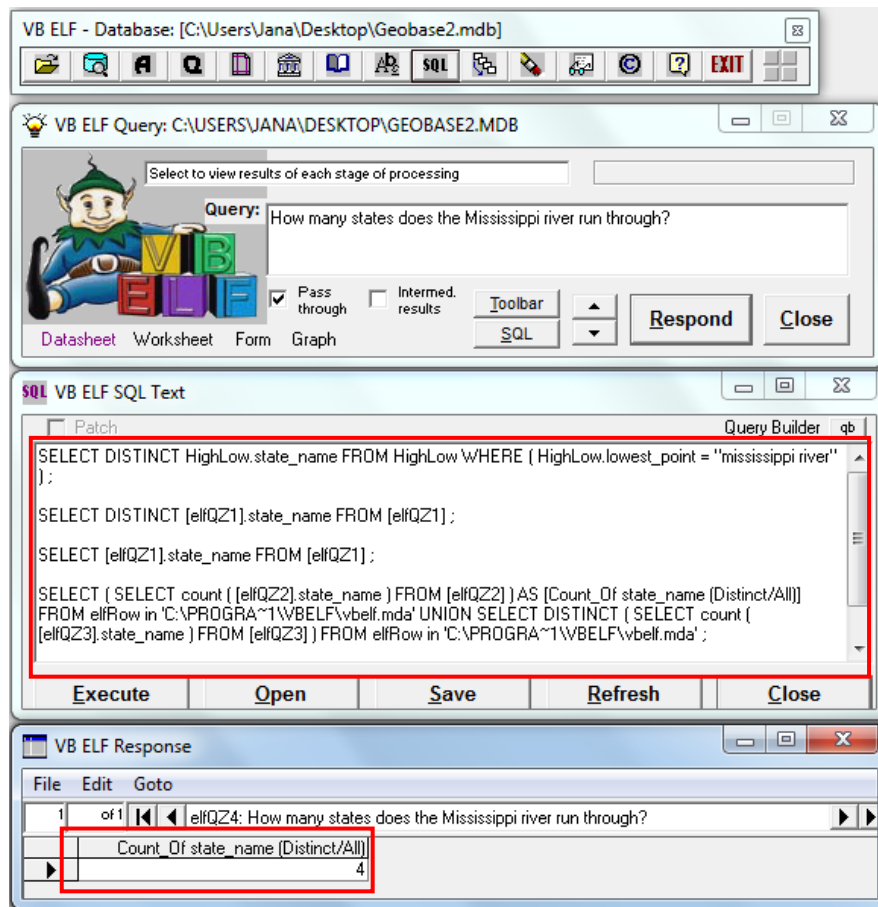 VB ELF - Database: [C:\Users\Jana\Desktop\Geobase2.mdb]
A Q SQL © ? EXIT
VB ELF Query: C:\USERS\JANA\DESKTOP\GEOBASE2.MDB
Select to view results of each stage of processing
Query:
How many states does the Mississippi river run through?
VB
ELF
Pass through
Intermed. results
Toolbar
SQL
Respond
Close
Datasheet Worksheet Form Graph
SQL VB ELF SQL Text
Patch
Query Builder qb
SELECT DISTINCT HighLow.state_name FROM HighLow WHERE ( HighLow.lowest_point = "mississippi river"
) ;
SELECT DISTINCT [elfQZ1].state_name FROM [elfQZ1] ;
SELECT [elfQZ1].state_name FROM [elfQZ1] ;
SELECT ( SELECT count ( [elfQZ2].state_name ) FROM [elfQZ2] ) AS [Count_Of state_name (Distinct/All)]
FROM elfRow in 'C:\PROGRA~1\VBELF\vbelf.mda' UNION SELECT DISTINCT ( SELECT count (
[elfQZ3].state_name ) FROM [elfQZ3] ) FROM elfRow in 'C:\PROGRA~1\VBELF\vbelf.mda' ;
Execute Open Save Refresh Close
VB ELF Response
File Edit Goto
1 of 1 elfQZ4: How many states does the Mississippi river run through?
Count_Of state_name (Distinct/All)
4